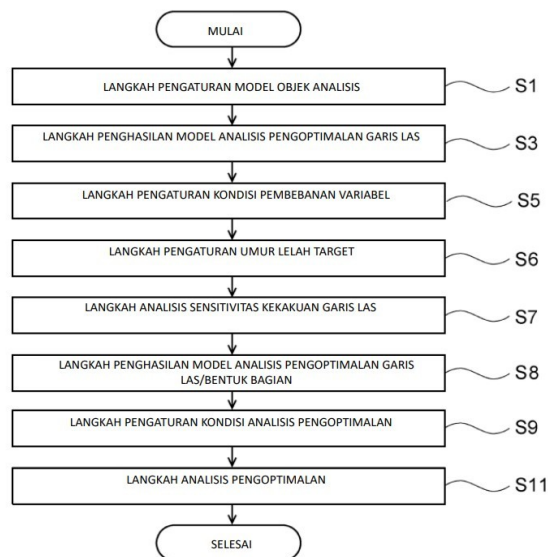 MULAI
LANGKAH PENGATURAN MODEL OBJEK ANALISIS
S1
LANGKAH PENGHASILAN MODEL ANALISIS PENGOPTIMALAN GARIS LAS
S3
LANGKAH PENGATURAN KONDISI PEMBEBANAN VARIABEL
S5
LANGKAH PENGATURAN UMUR LELAH TARGET
S6
LANGKAH ANALISIS SENSITIVITAS KEKAKUAN GARIS LAS
S7
LANGKAH PENGHASILAN MODEL ANALISIS PENGOPTIMALAN GARIS
LAS/BENTUK BAGIAN
S8
LANGKAH PENGATURAN KONDISI ANALISIS PENGOPTIMALAN
S9
LANGKAH ANALISIS PENGOPTIMALAN
S11
SELESAI